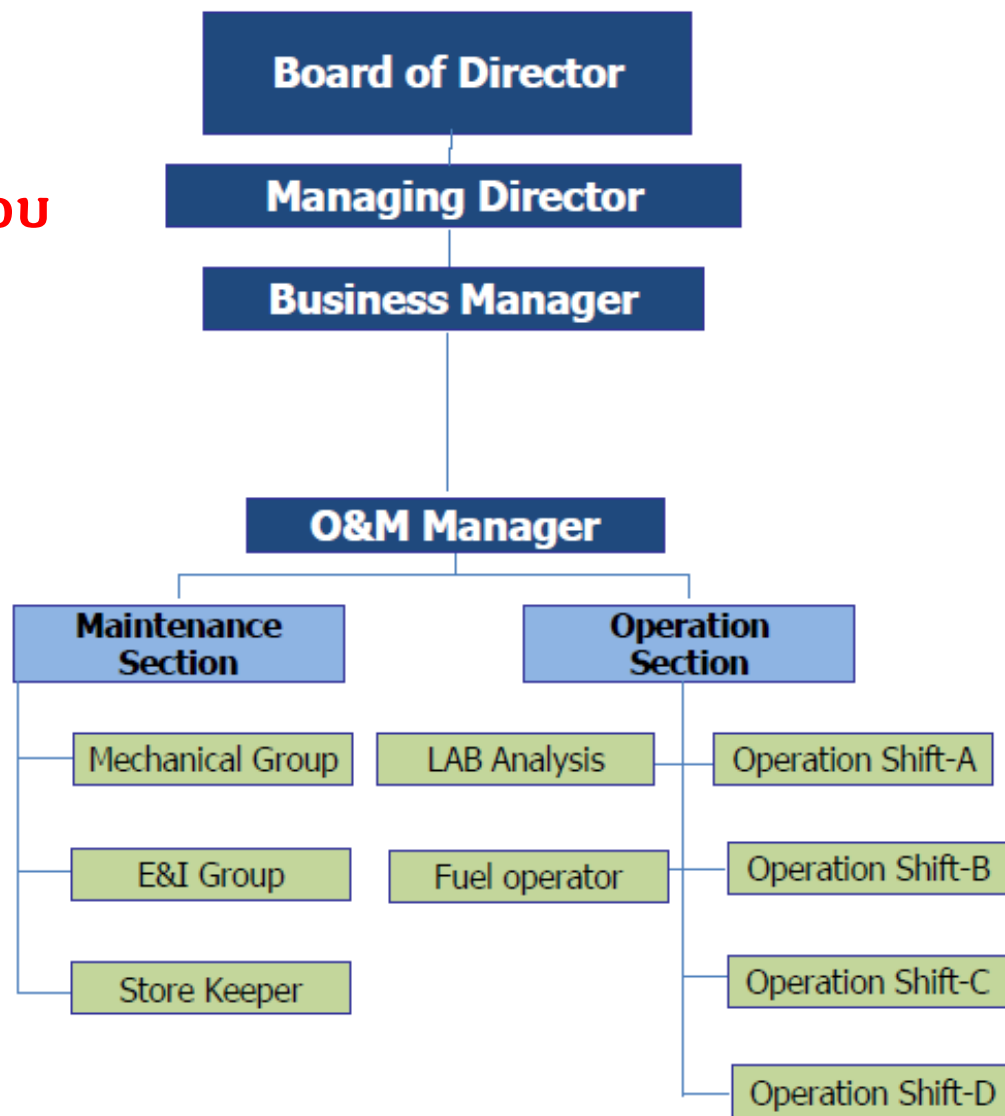 Board of Director
Managing Director
Business Manager
O&M Manager
Maintenance
Section
Operation
Section
Mechanical Group
LAB Analysis
Operation Shift-A
E&I Group
Fuel operator
Operation Shift-B
Store Keeper
Operation Shift-C
Operation Shift-D